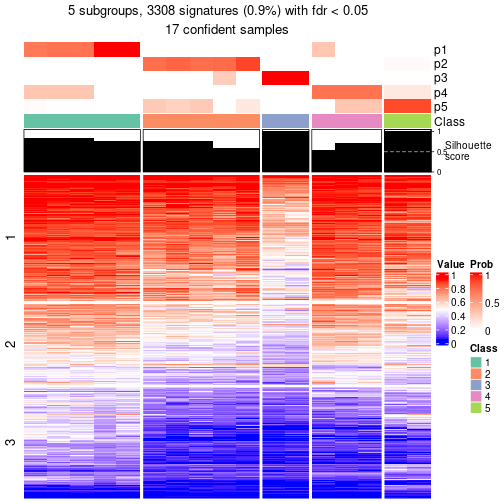 5 subgroups, 3308 signatures (0.9%) with fdr < 0.05
17 confident samples
p1
p2
p3
p4
p5
Class
1
0.5
0
Silhouette
score
1
2
3
Value
1
0.8
0.6
0.4
0.2
0
Prob
1
0.5
0
Class
1
2
3
4
5